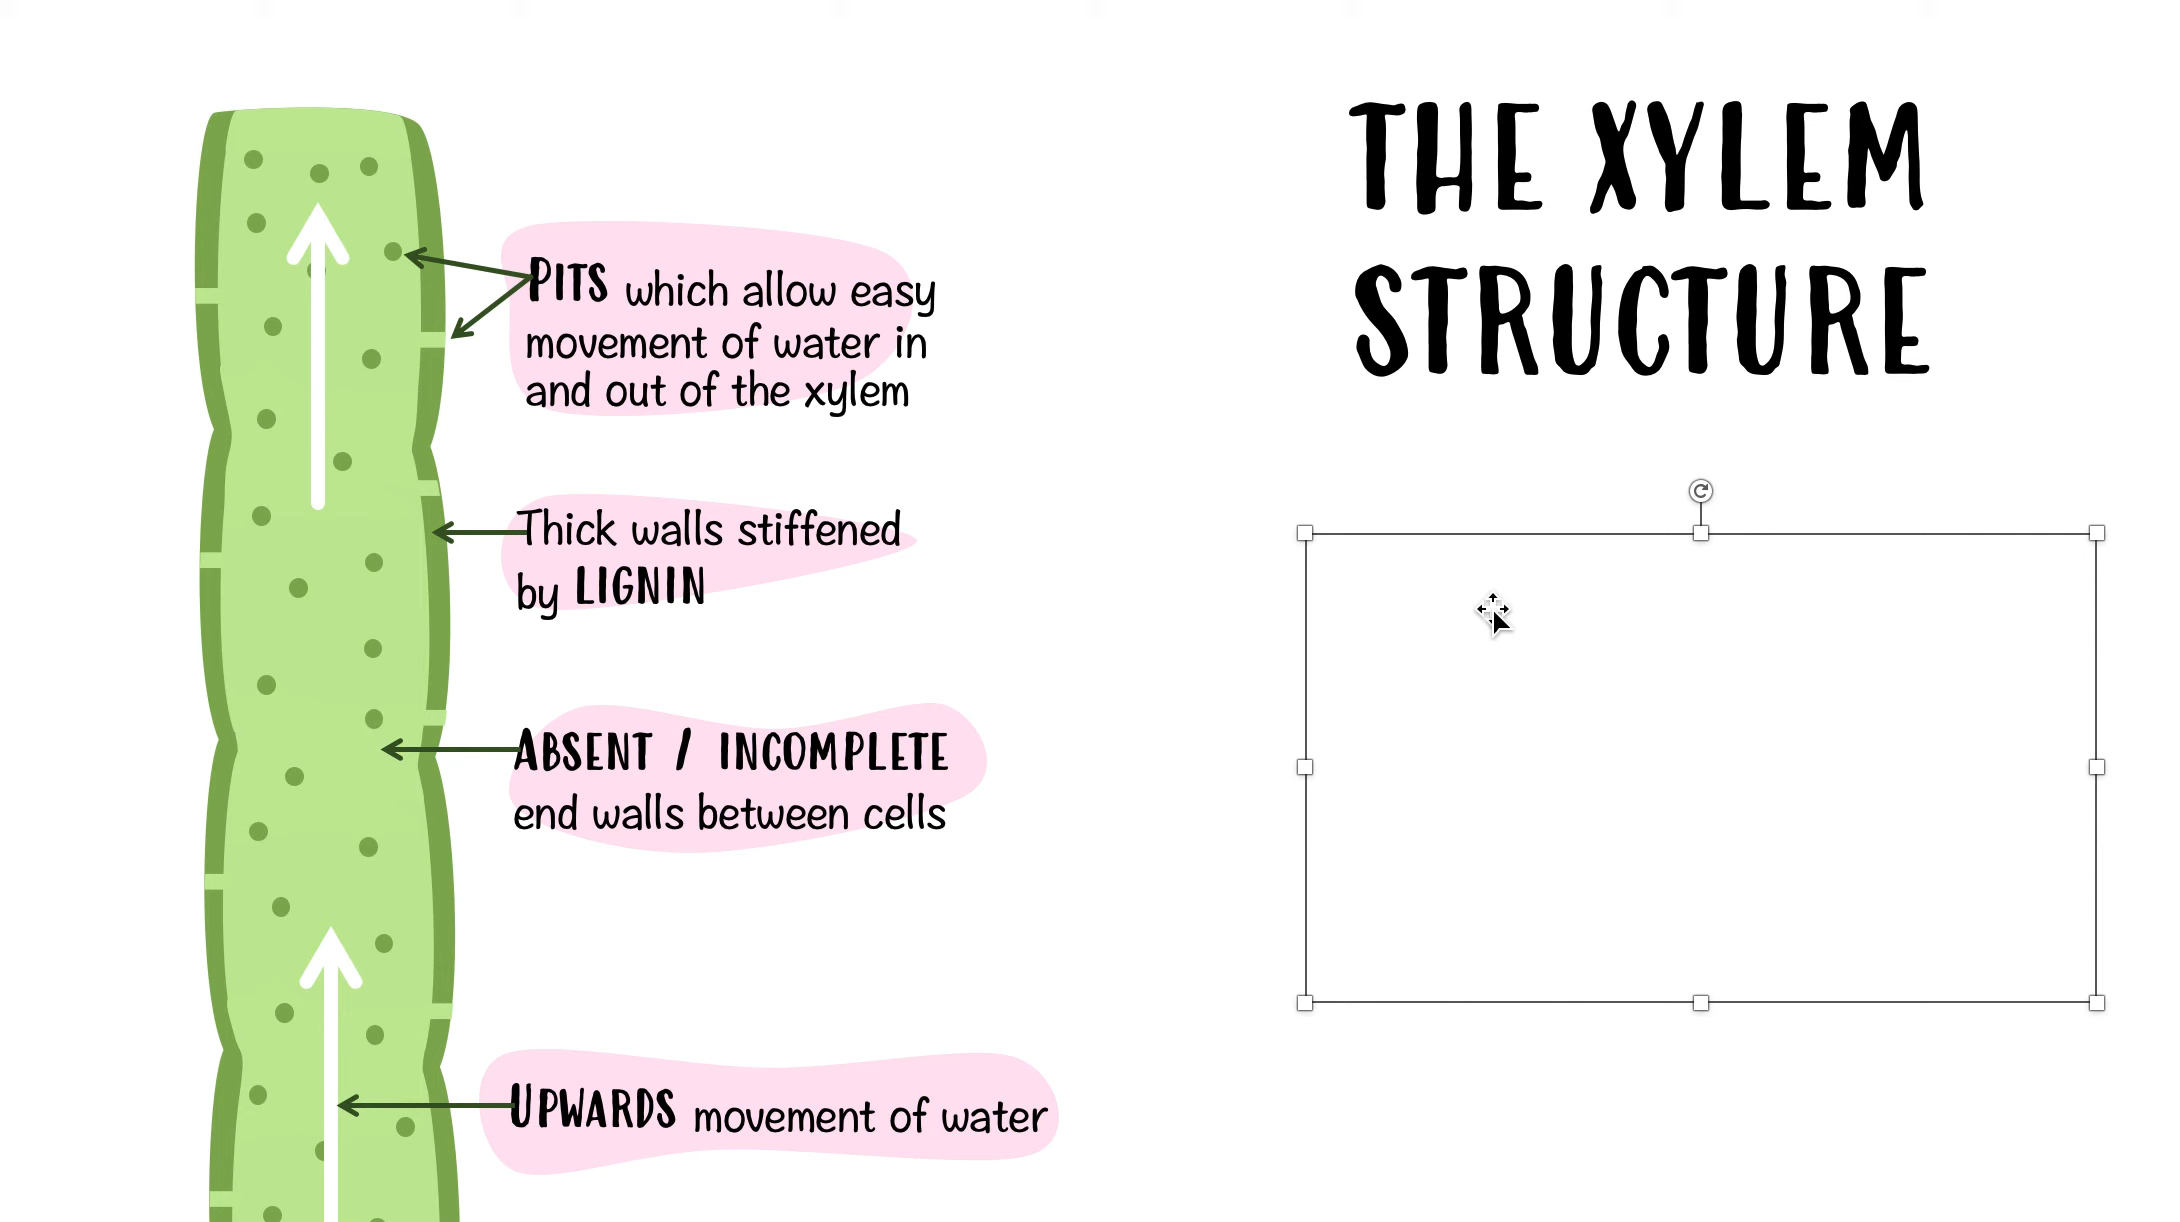 THE XYLEM
STRUCTURE
PITS which allow easy
movement of water in
and out of the xylem
Thick walls stiffened
by LIGNIN
ABSENT / INCOMPLETE
end walls between cells
UPWARDS movement of water